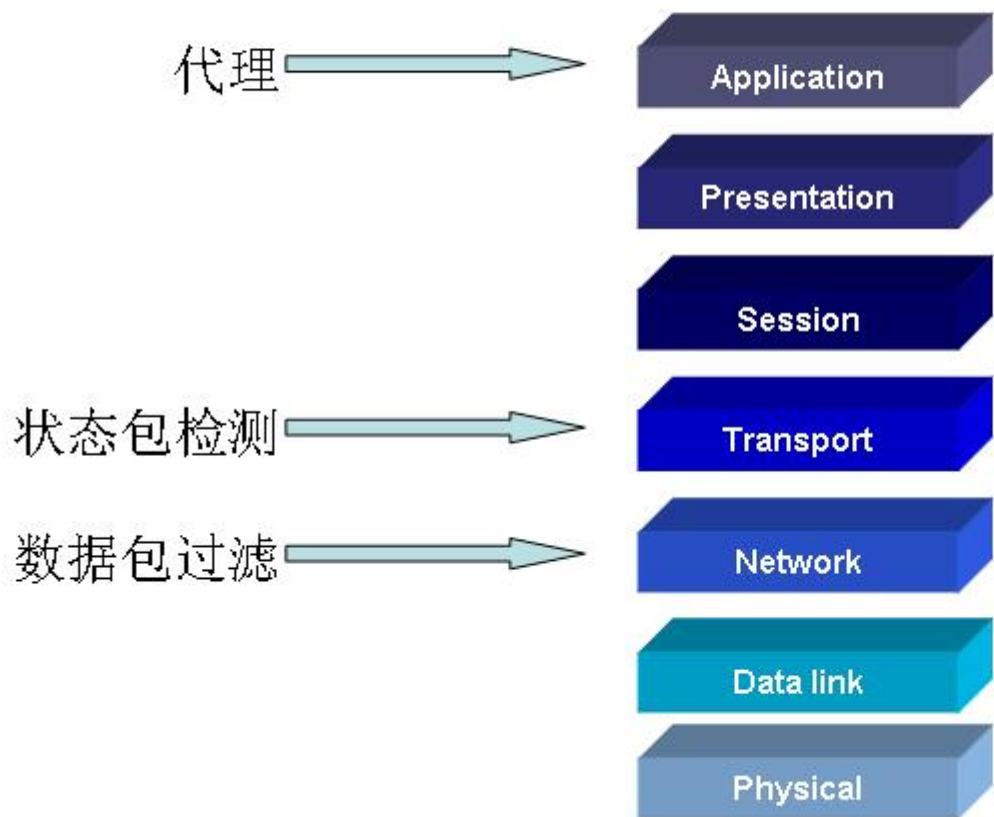 代理
Application
Presentation
Session
状态包检测
Transport
数据包过滤
Network
Data link
Physical